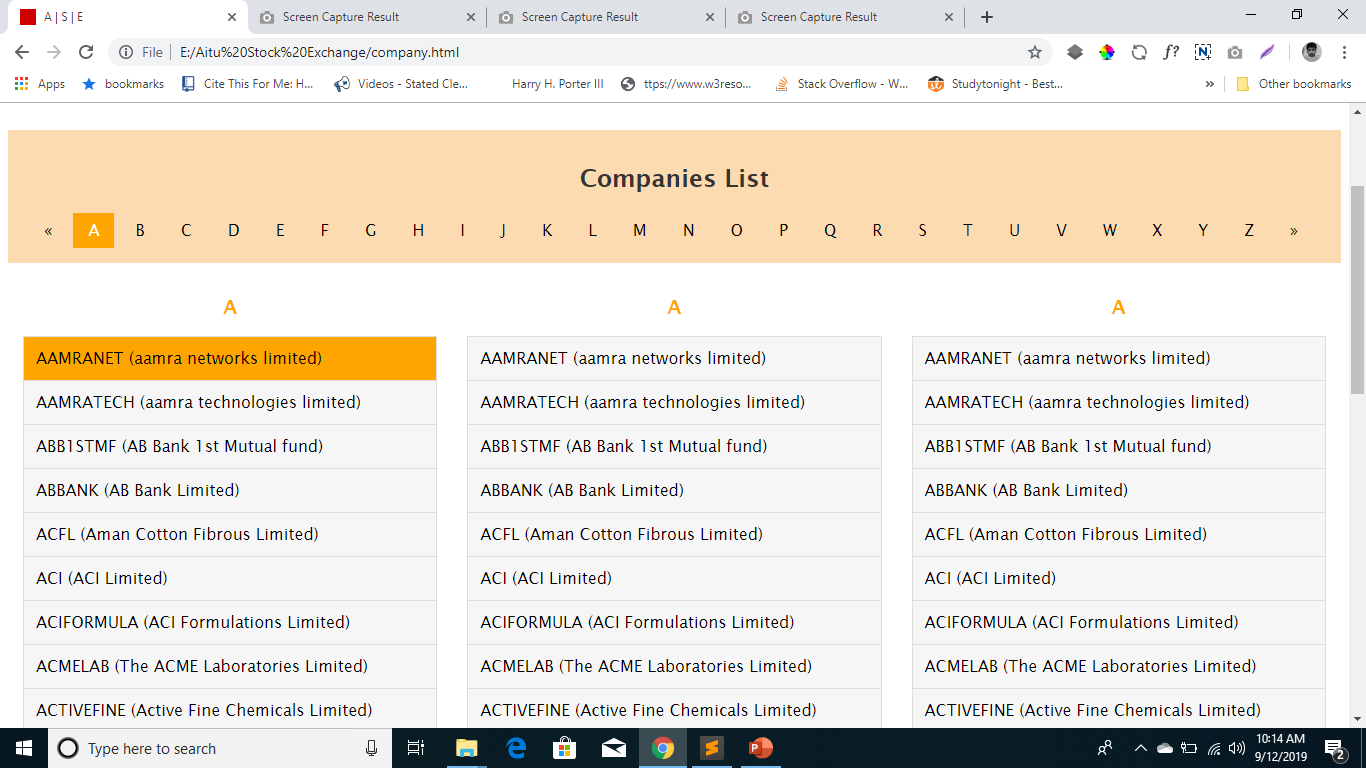 A | S | E
Screen Capture Result
Screen Capture Result
Screen Capture Result
File
E:/Aitu%20Stock%20Exchange/company.html
f?
N
Apps
bookmarks
Cite This For Me: H...
Videos - Stated Cle...
Harry H. Porter III
ttps://www.w3reso...
Stack Overflow - W...
Studytonight - Best...
»
Other bookmarks
Companies List
« A B C D E F G H I J K L M N O P Q R S T U V W X Y Z »
A
AAMRANET (aamra networks limited)
AAMRATECH (aamra technologies limited)
ABB1STMF (AB Bank 1st Mutual fund)
ABBANK (AB Bank Limited)
ACFL (Aman Cotton Fibrous Limited)
ACI (ACI Limited)
ACIFORMULA (ACI Formulations Limited)
ACMELAB (The ACME Laboratories Limited)
ACTIVEFINE (Active Fine Chemicals Limited)
A
AAMRANET (aamra networks limited)
AAMRATECH (aamra technologies limited)
ABB1STMF (AB Bank 1st Mutual fund)
ABBANK (AB Bank Limited)
ACFL (Aman Cotton Fibrous Limited)
ACI (ACI Limited)
ACIFORMULA (ACI Formulations Limited)
ACMELAB (The ACME Laboratories Limited)
ACTIVEFINE (Active Fine Chemicals Limited)
A
AAMRANET (aamra networks limited)
AAMRATECH (aamra technologies limited)
ABB1STMF (AB Bank 1st Mutual fund)
ABBANK (AB Bank Limited)
ACFL (Aman Cotton Fibrous Limited)
ACI (ACI Limited)
ACIFORMULA (ACI Formulations Limited)
ACMELAB (The ACME Laboratories Limited)
ACTIVEFINE (Active Fine Chemicals Limited)
Type here to search
10:14 AM
9/12/2019
2